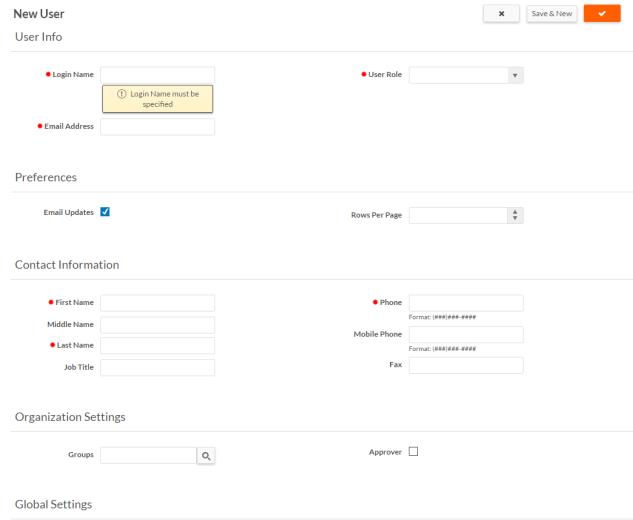 New User
Save & New
User Info
Login Name
User Role
Login Name must be
specified
Email Address
Preferences
Email Updates
Rows Per Page
Contact Information
First Name
Phone
Format: (###)###-####
Middle Name
Mobile Phone
Format: (###)###-####
Last Name
Job Title
Fax
Organization Settings
Groups
Approver
Global Settings